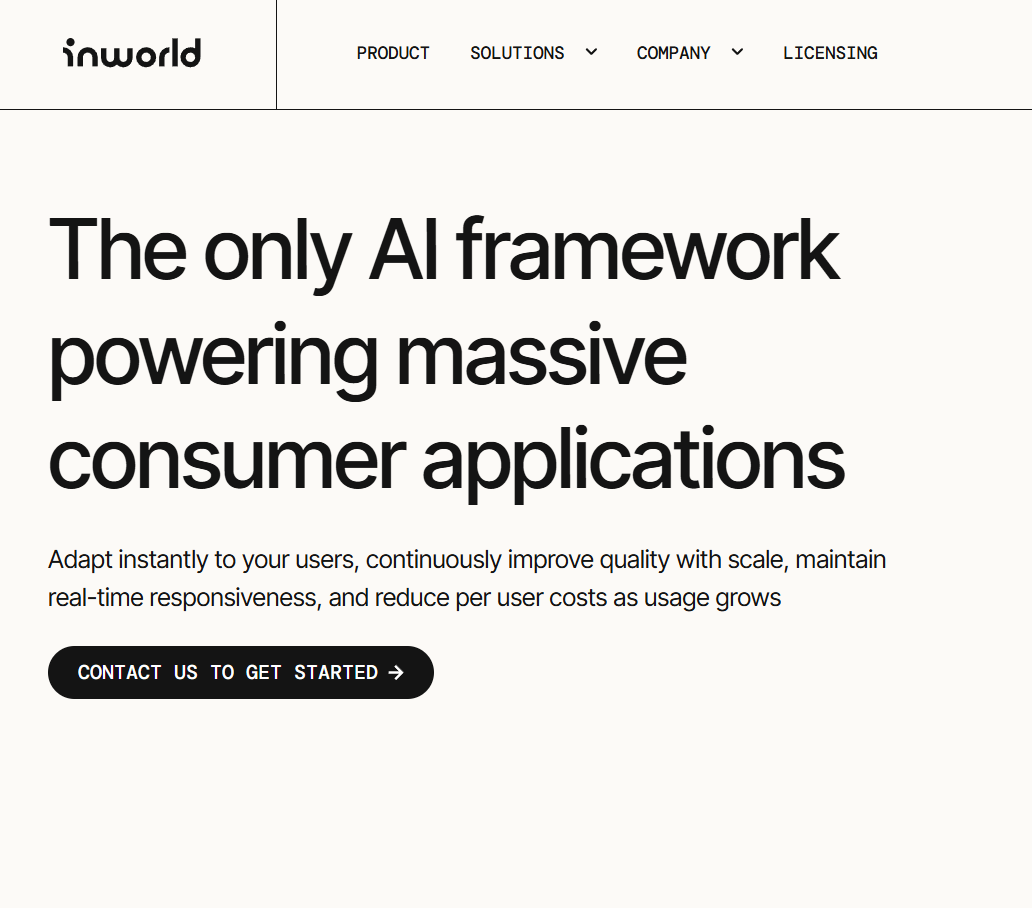 inworld
PRODUCT SOLUTIONS COMPANY LICENSING
The only AI framework
powering massive
consumer applications
Adapt instantly to your users, continuously improve quality with scale, maintain
real-time responsiveness, and reduce per user costs as usage grows
CONTACT US TO GET STARTED →